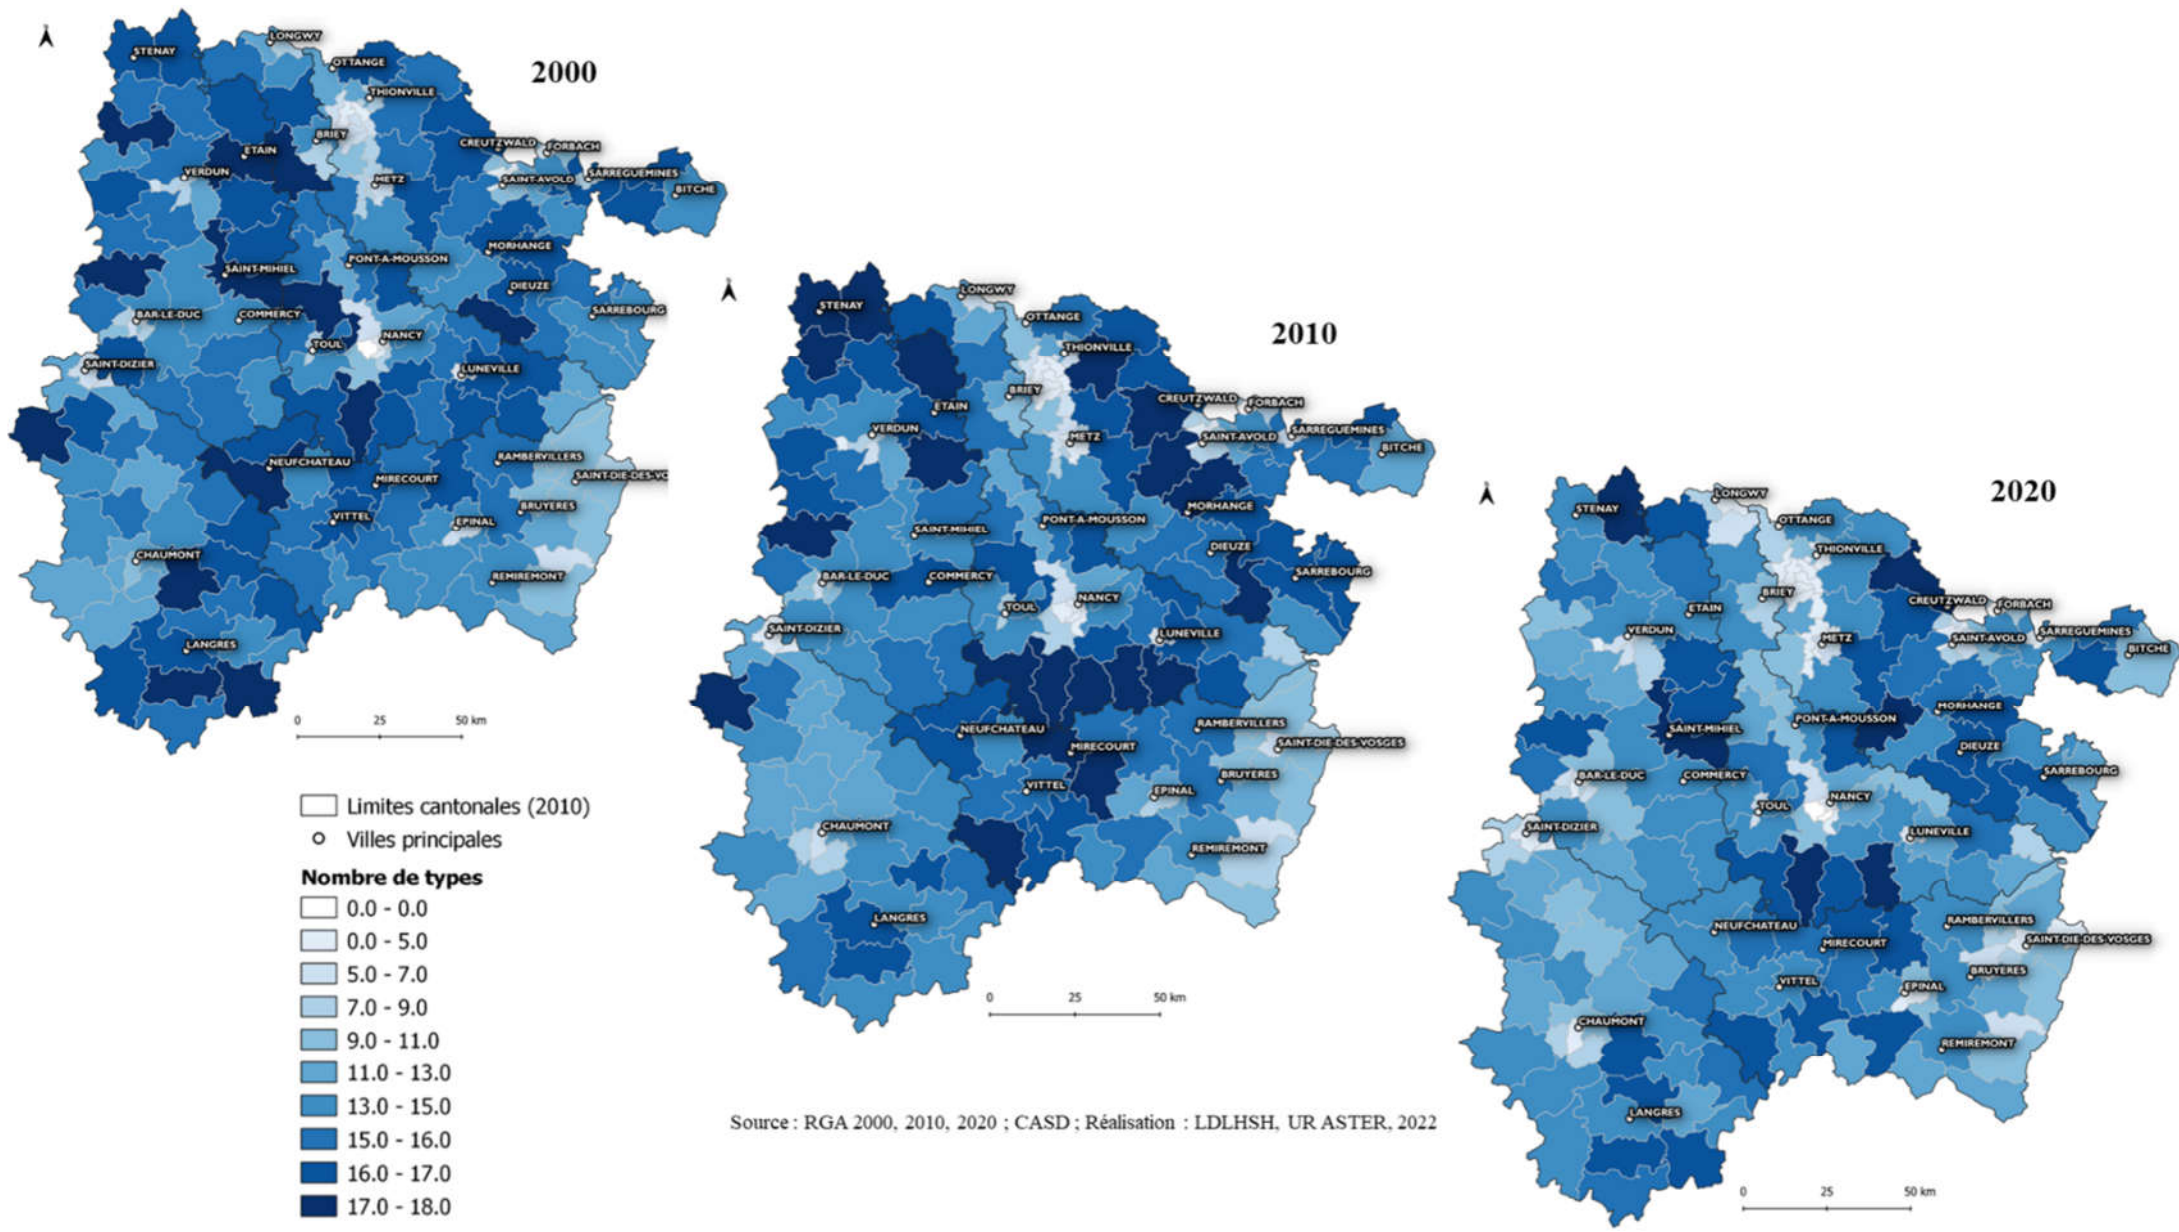 2000
STENAY
LONGWY
OTTANGE
THIONVILLE
BRIEY
ETAIN
CREUTZWALD
FORBACH
VERDUN
METZ
SAINT-AVOLD
SARREGUEMINES
BITCHE
MORHANGE
PONT-A-MOUSSON
SAINT-MIHIEL
DIEUZE
BAR-LE-DUC
COMMERCY
SARREBOURG
TOUL
NANCY
SAINT-DIZIER
LUNEVILLE
NEUFCHATEAU
RAMBERVILLERS
MIRECOURT
SAINT-DIE-DES-VO
VITTEL
EPINAL
BRUYERES
CHAUMONT
REMIREMONT
LANGRES
0 25 50 km
2010
STENAY
LONGWY
OTTANGE
THIONVILLE
BRIEY
ETAIN
CREUTZWALD
FORBACH
VERDUN
METZ
SAINT-AVOLD
SARREGUEMINES
BITCHE
MORHANGE
PONT-A-MOUSSON
SAINT-MIHIEL
DIEUZE
BAR-LE-DUC
COMMERCY
SARREBOURG
TOUL
NANCY
SAINT-DIZIER
LUNEVILLE
NEUFCHATEAU
RAMBERVILLERS
MIRECOURT
SAINT-DIE-DES-VOSGES
VITTEL
EPINAL
BRUYERES
CHAUMONT
REMIREMONT
LANGRES
0 25 50 km
2020
STENAY
LONGWY
OTTANGE
THIONVILLE
BRIEY
ETAIN
CREUTZWALD
FORBACH
VERDUN
METZ
SAINT-AVOLD
SARREGUEMINES
BITCHE
MORHANGE
PONT-A-MOUSSON
SAINT-MIHIEL
DIEUZE
BAR-LE-DUC
COMMERCY
SARREBOURG
TOUL
NANCY
SAINT-DIZIER
LUNEVILLE
NEUFCHATEAU
RAMBERVILLERS
MIRECOURT
SAINT-DIE-DES-VOSGES
VITTEL
EPINAL
BRUYERES
CHAUMONT
REMIREMONT
LANGRES
0 25 50 km
Limites cantonales (2010)
Villes principales
Nombre de types
0.0 - 0.0
0.0 - 5.0
5.0 - 7.0
7.0 - 9.0
9.0 - 11.0
11.0 - 13.0
13.0 - 15.0
15.0 - 16.0
16.0 - 17.0
17.0 - 18.0
Source : RGA 2000, 2010, 2020 ; CASD ; Réalisation : LDLHSH, UR ASTER, 2022